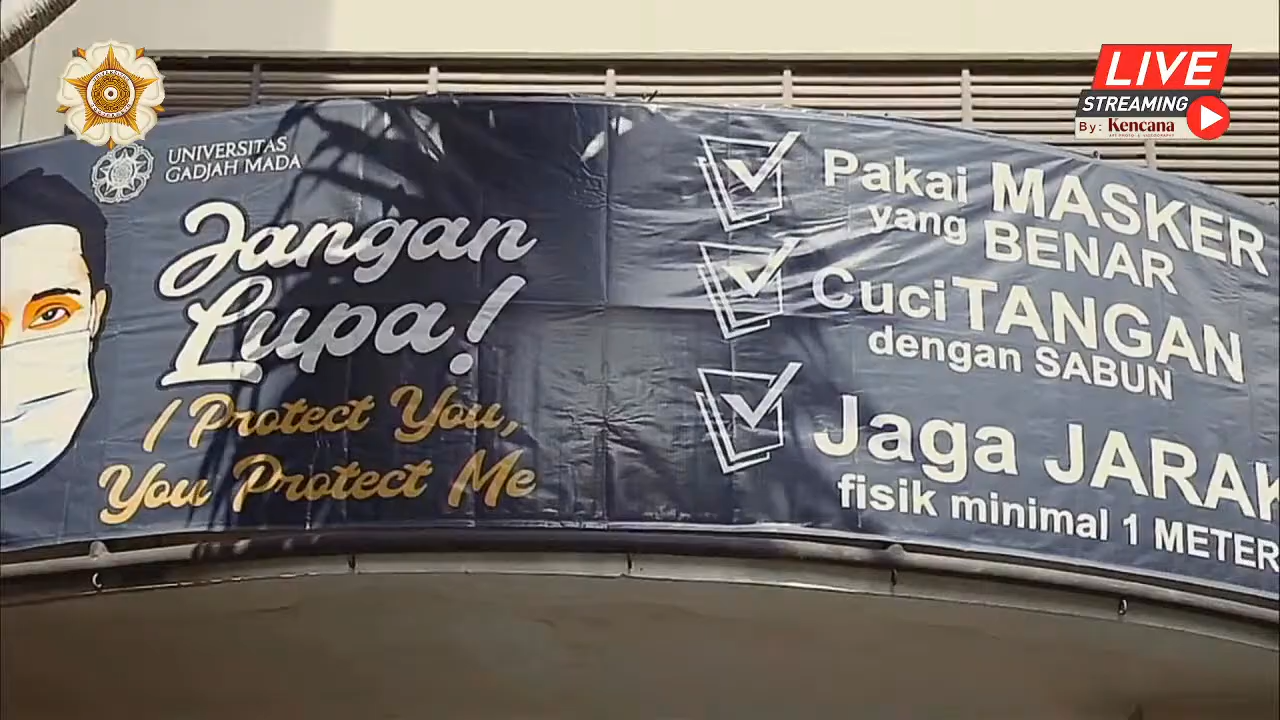 UNIVERSITAS
GADJAH MADA
Jangan
Lupa!
I Protect You,
You Protect Me
Pakai MASKER
yang BENAR
Cuci TANGAN
dengan SABUN
Jaga JARAK
fisik minimal 1 METER
LIVE
STREAMING
By: Kencana